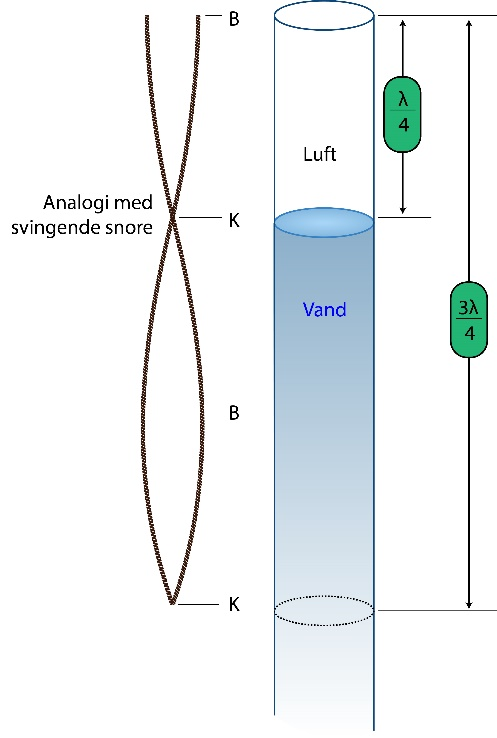 B
λ
4
Luft
Analogi med
svingende snore
K
Vand
3λ
4
B
K